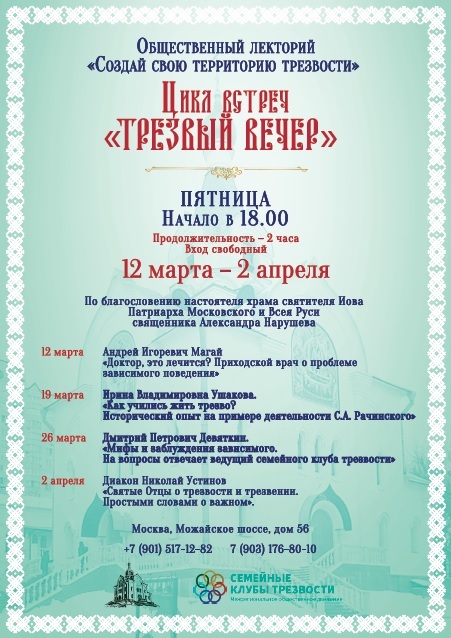 Общественный лекторий
«Создай свою территорию трезвости»
Цикл встреч
«ТРЕЗВЫЙ ВЕЧЕР»
ПЯТНИЦА
Начало в 18.00
Продолжительность – 2 часа
Вход свободный
12 марта – 2 апреля
По благословению настоятеля храма святителя Иова
Патриарха Московского и Всея Руси
священника Александра Нарушева
12 марта Андрей Игоревич Магай
«Доктор, это лечится? Приходской врач о проблеме
зависимого поведения»
19 марта Ирина Владимировна Ушакова.
«Как учились жить трезво?
Исторический опыт на примере деятельности С.А. Рачинского»
26 марта Дмитрий Петрович Девяткин.
«Мифы и заблуждения зависимого.
На вопросы отвечает ведущий семейного клуба трезвости»
2 апреля Диакон Николай Устинов
«Святые Отцы о трезвости и трезвении.
Простыми словами о важном».
Москва, Можайское шоссе, дом 56
+7 (901) 517-12-82 7 (903) 176-80-10
СЕМЕЙНЫЕ
КЛУБЫ ТРЕЗВОСТИ
Межрегиональное общественное движение